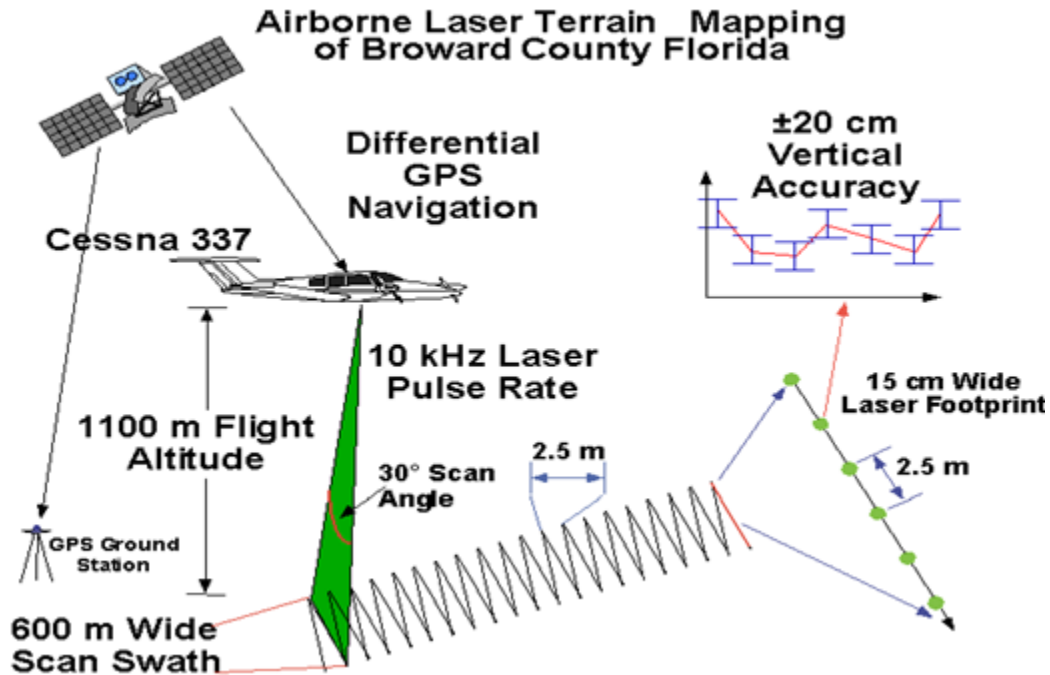 Airborne Laser Terrain Mapping
of Broward County Florida
Differential
GPS
Navigation
±20 cm
Vertical
Accuracy
Cessna 337
10 kHz Laser
Pulse Rate
15 cm Wide
Laser Footprint
1100 m Flight
Altitude
30° Scan
Angle
2.5 m
2.5 m
GPS Ground
Station
600 m Wide
Scan Swath